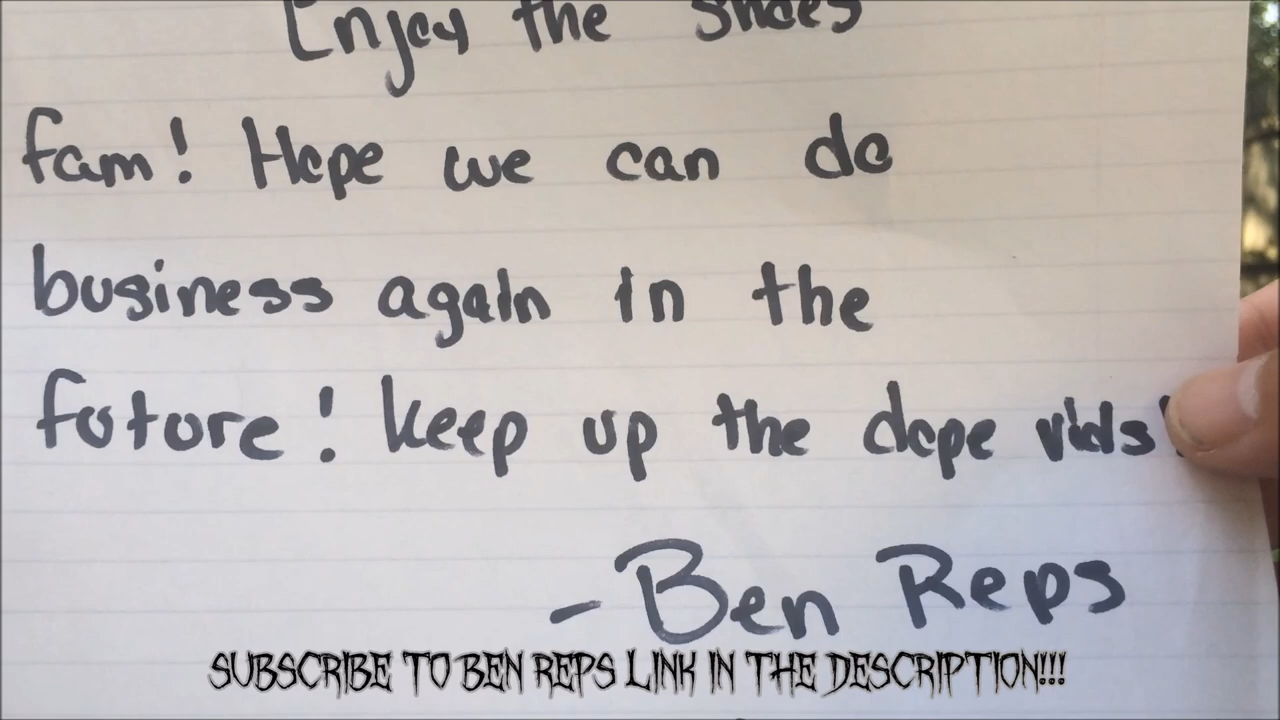 Enjoy the shoes
fam! Hope we can do
business again in the
future! keep up the dope vids!
- Ben Reps
SUBSCRIBE TO BEN REPS LINK IN THE DESCRIPTION!!!